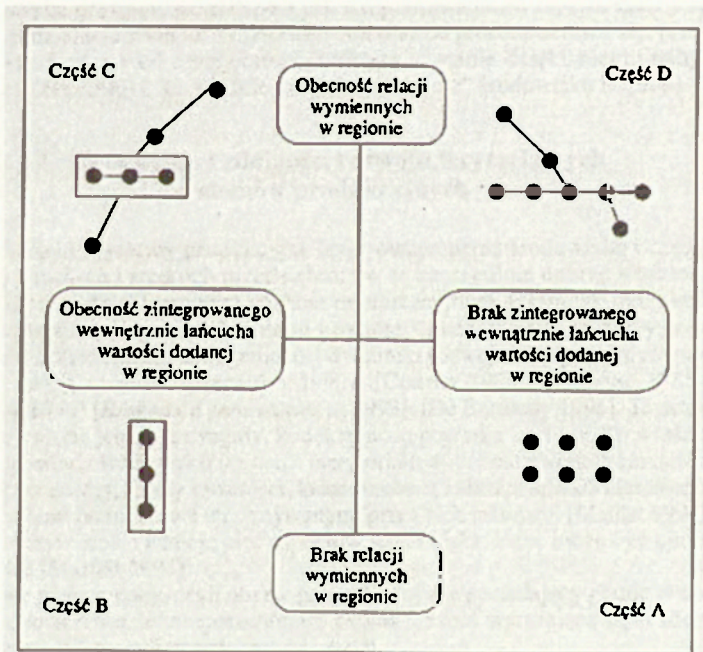 Część C
Obecność relacji
wymiennych
w regionie
Część D
Obecność zintegrowanego
wewnętrznie łańcucha
wartości dodanej
w regionie
Brak zintegrowanego
wewnątrznie łańcucha
wartości dodanej
w regionie
Część B
Brak relacji
wymiennych
w regionie
Część A